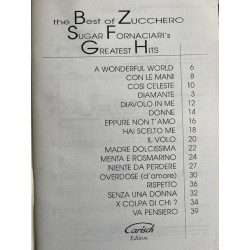 the Best of ZUCCHERO
SUGAR FORNACIARI's
GREATEST HITS
A WONDERFUL WORLD 6
CON LE MANI 8
COSI CELESTE 10
DIAMANTE 3
DIAVOLO IN ME 12
DONNE 14
EPPURE NON T'AMO 16
HAI SCELTO ME 18
IL VOLO 20
MADRE DOLCISSIMA 22
MENTA E ROSMARINO 24
NIENTE DA PERDERE 27
OVERDOSE (d'amore) 30
RISPETTO 36
SENZA UNA DONNA 32
X COLPA DI CHI ? 34
VA PENSIERO 39
Carisch
Edizioni